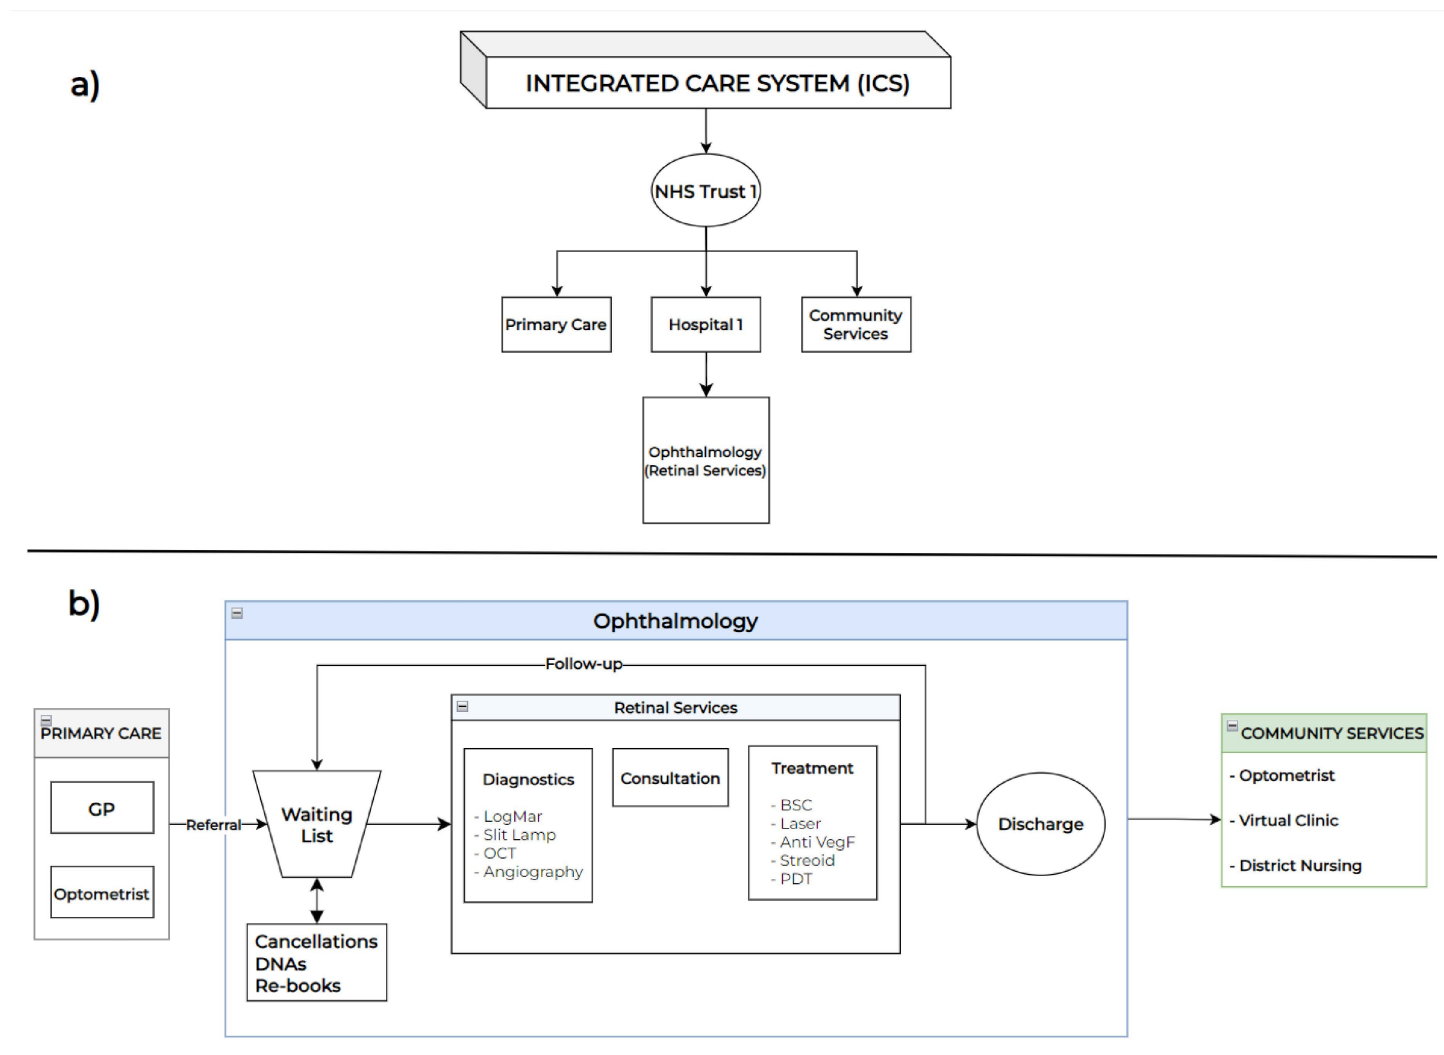 a)
INTEGRATED CARE SYSTEM (ICS)
NHS Trust 1
Primary Care
Hospital 1
Community
Services
Ophthalmology
(Retinal Services)
b)
Ophthalmology
Follow-up
PRIMARY CARE
GP
Optometrist
Referral
Waiting
List
Cancellations
DNAs
Re-books
Retinal Services
Diagnostics
- LogMar
- Slit Lamp
- OCT
- Angiography
Consultation
Treatment
- BSC
- Laser
- Anti VegF
- Streoid
- PDT
Discharge
COMMUNITY SERVICES
- Optometrist
- Virtual Clinic
- District Nursing